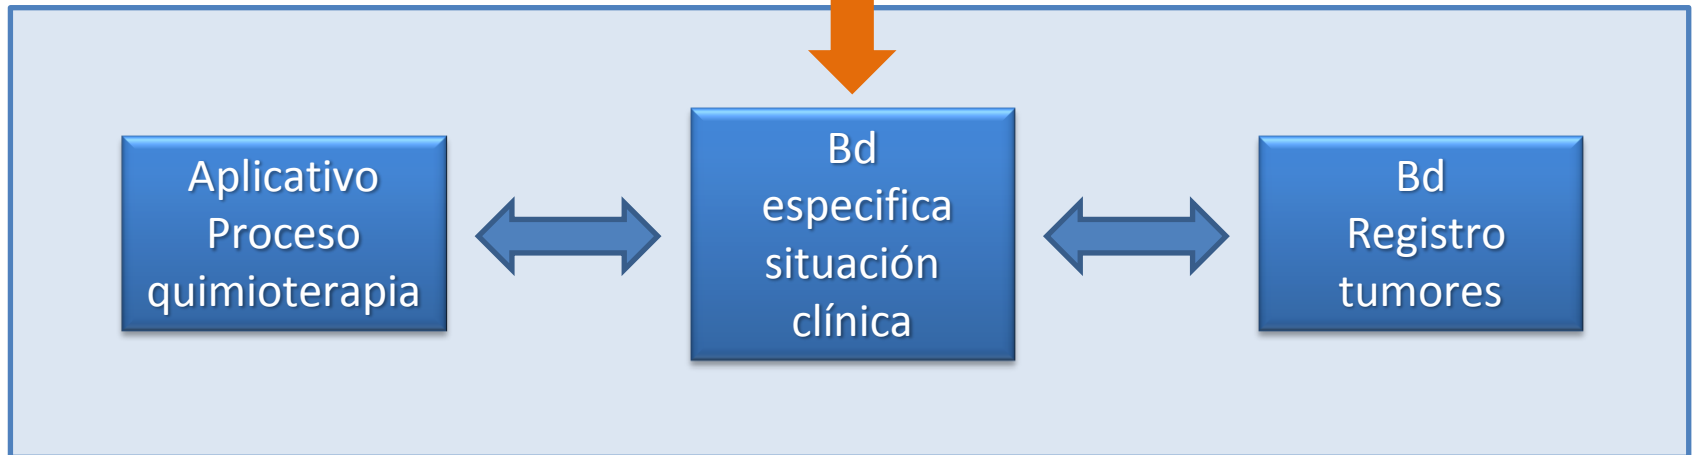 Aplicativo
Proceso
quimioterapia
Bd
especifica
situación
clínica
Bd
Registro
tumores